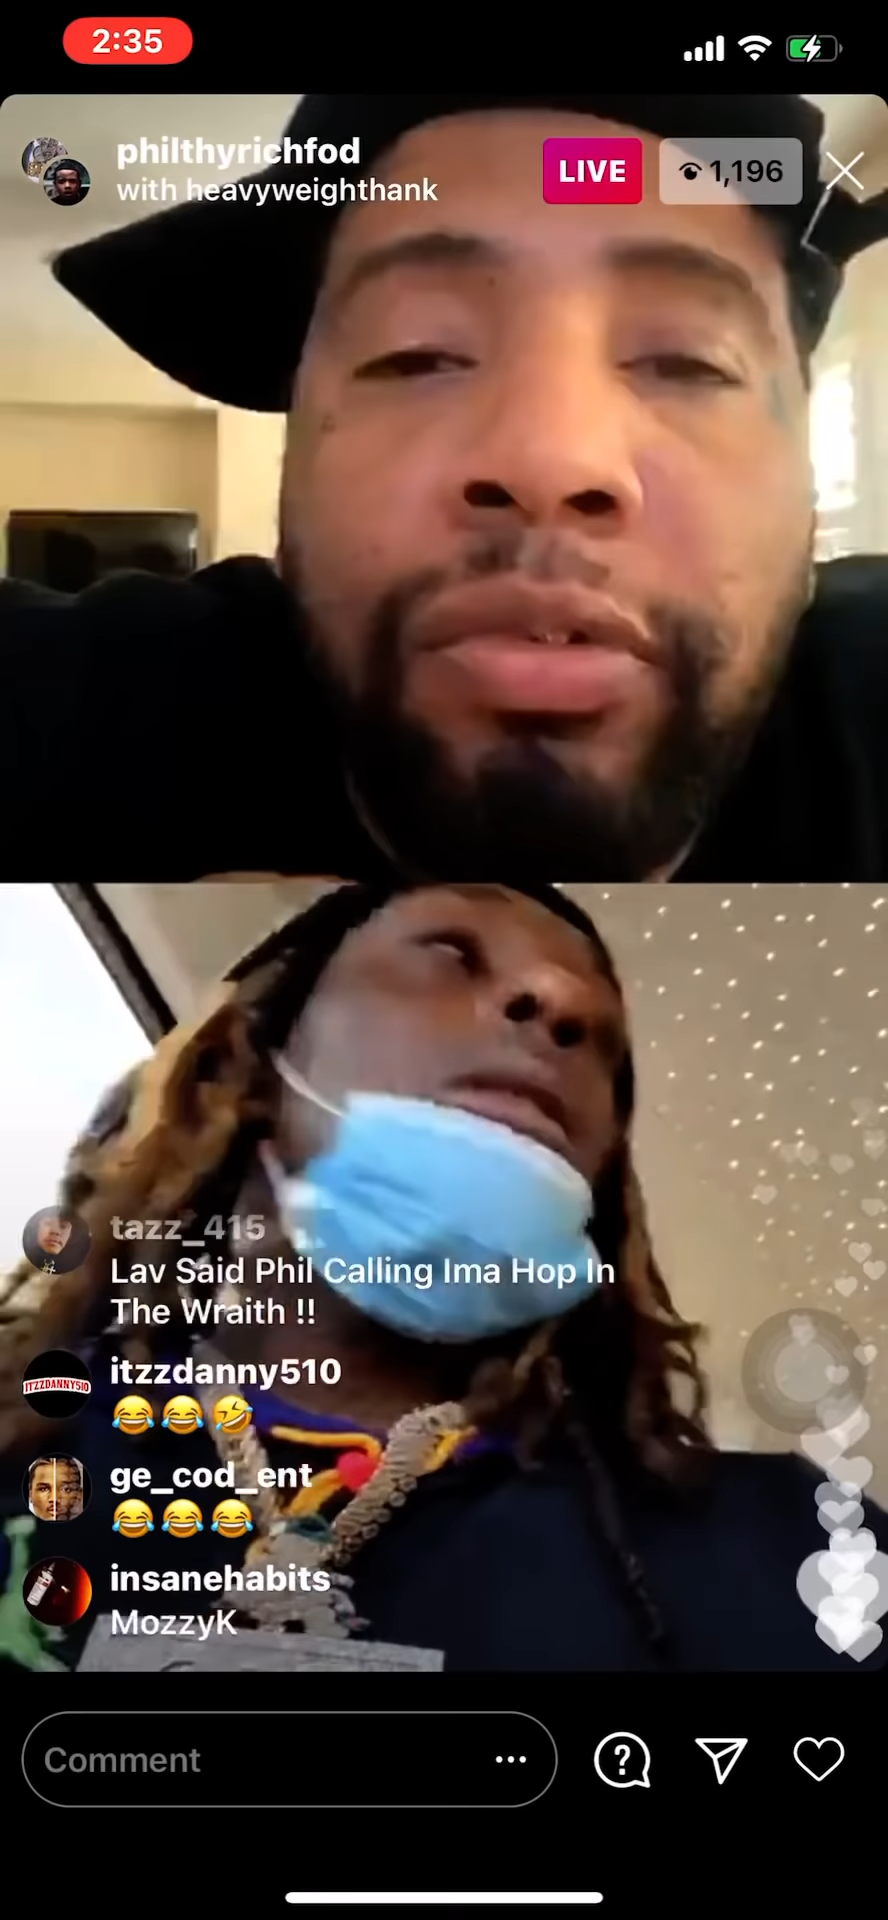 2:35
philthyrichfod
with heavyweighthank
LIVE
1,196
tazz_415
Lav Said Phil Calling Ima Hop In
The Wraith !!
ITZZDANNY510
itzzdanny510
😂😂🤣
ge_cod_ent
😂😂😂
insanehabits
MozzyK
Comment